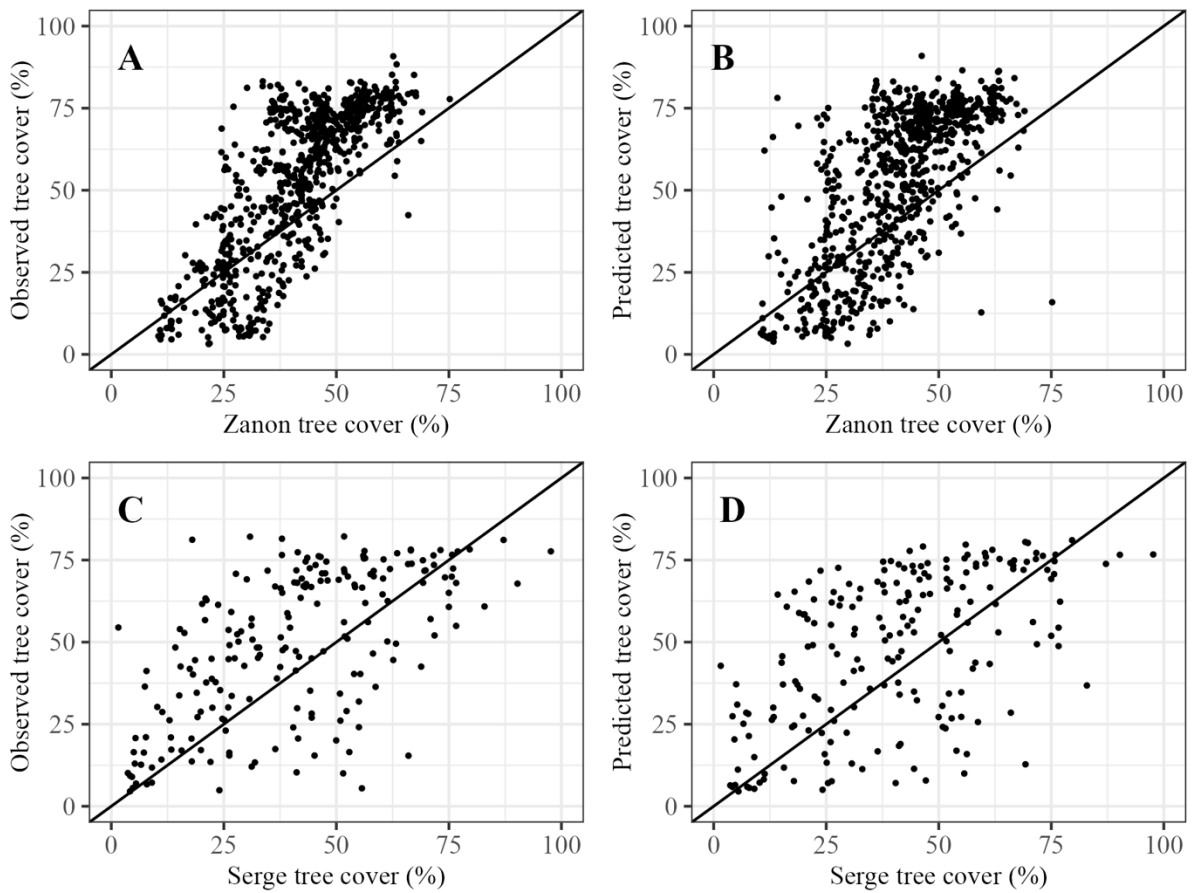 A
100
75
50
25
0
Observed tree cover (%)
0 25 50 75 100
Zanon tree cover (%)
B
100
75
50
25
0
Predicted tree cover (%)
0 25 50 75 100
Zanon tree cover (%)
C
100
75
50
25
0
Observed tree cover (%)
0 25 50 75 100
Serge tree cover (%)
D
100
75
50
25
0
Predicted tree cover (%)
0 25 50 75 100
Serge tree cover (%)